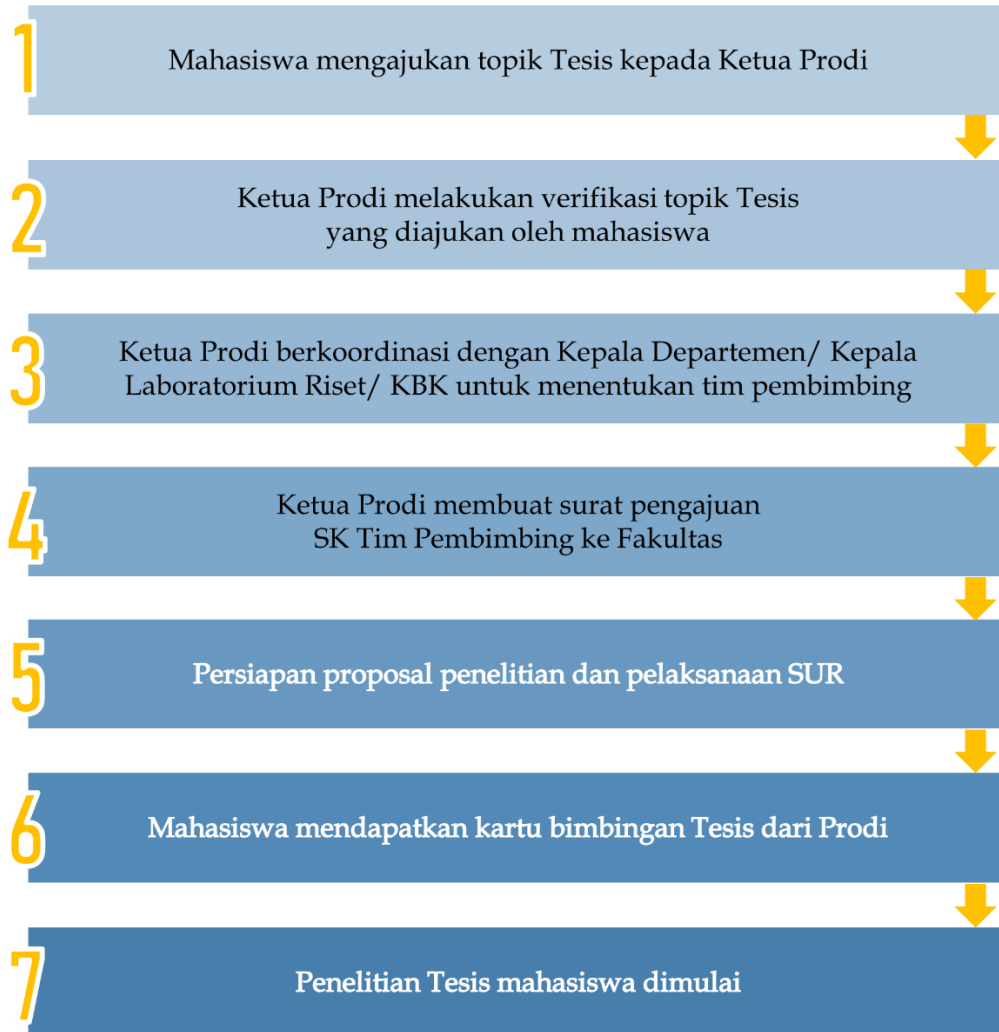 1
Mahasiswa mengajukan topik Tesis kepada Ketua Prodi
2
Ketua Prodi melakukan verifikasi topik Tesis
yang diajukan oleh mahasiswa
3
Ketua Prodi berkoordinasi dengan Kepala Departemen/ Kepala
Laboratorium Riset/ KBK untuk menentukan tim pembimbing
4
Ketua Prodi membuat surat pengajuan
SK Tim Pembimbing ke Fakultas
5
Persiapan proposal penelitian dan pelaksanaan SUR
6
Mahasiswa mendapatkan kartu bimbingan Tesis dari Prodi
7
Penelitian Tesis mahasiswa dimulai